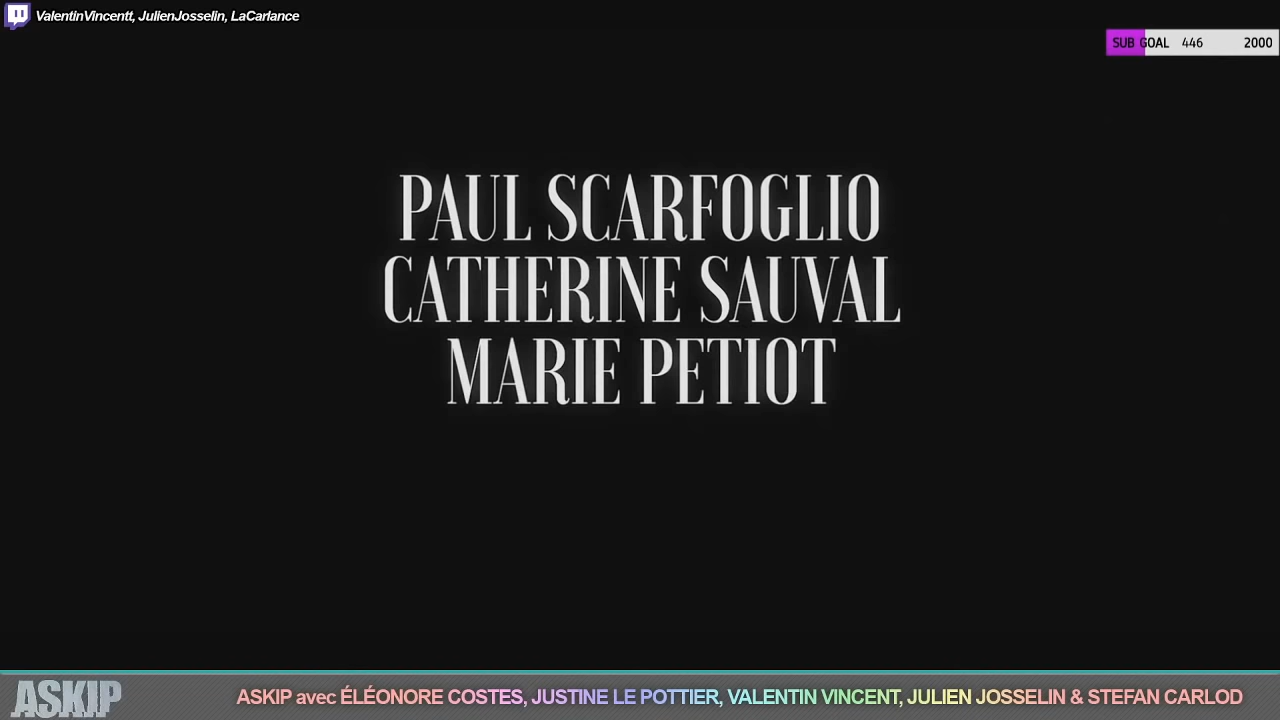 ValentinVincentt, JulienJosselin, LaCarlance
SUB GOAL 446 2000
PAUL SCARFOGLIO
CATHERINE SAUVAL
MARIE PETIOT
ASKIP
ASKIP avec ÉLÉONORE COSTES, JUSTINE LE POTTIER, VALENTIN VINCENT, JULIEN JOSSELIN & STEFAN CARLOD